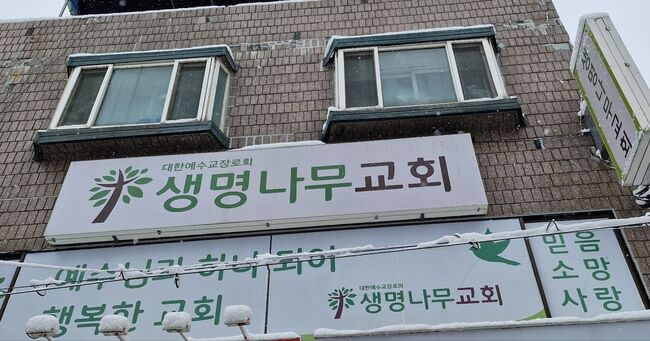 대한예수교장로회
생명나무교회
예수님과 하나 되어
행복한 교회
대한예수교장로회
생명나무교회
믿음
소망
사랑